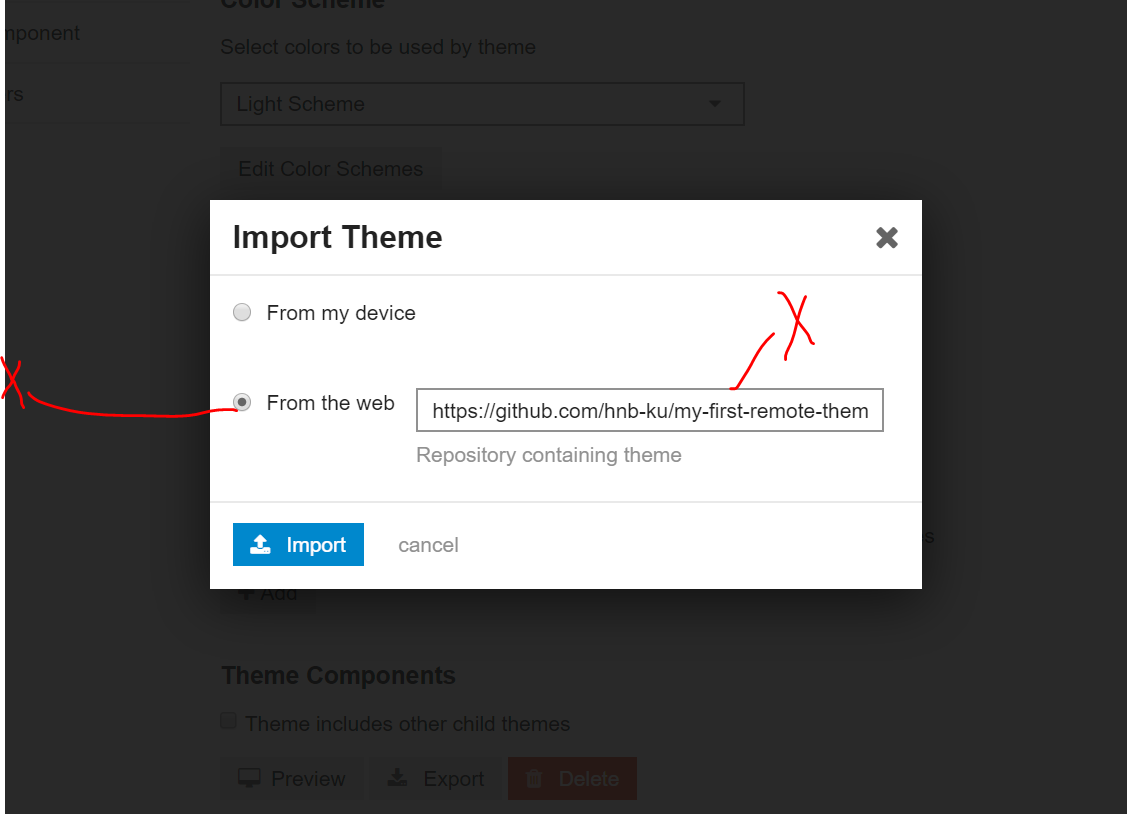 Color Scheme
mponent
Select colors to be used by theme
rs
Light Scheme
Edit Color Schemes
Import Theme
From my device
X
X
From the web
https://github.com/hnb-ku/my-first-remote-them
Repository containing theme
Import
cancel
s
+ Add
Theme Components
Theme includes other child themes
Preview
Export
Delete